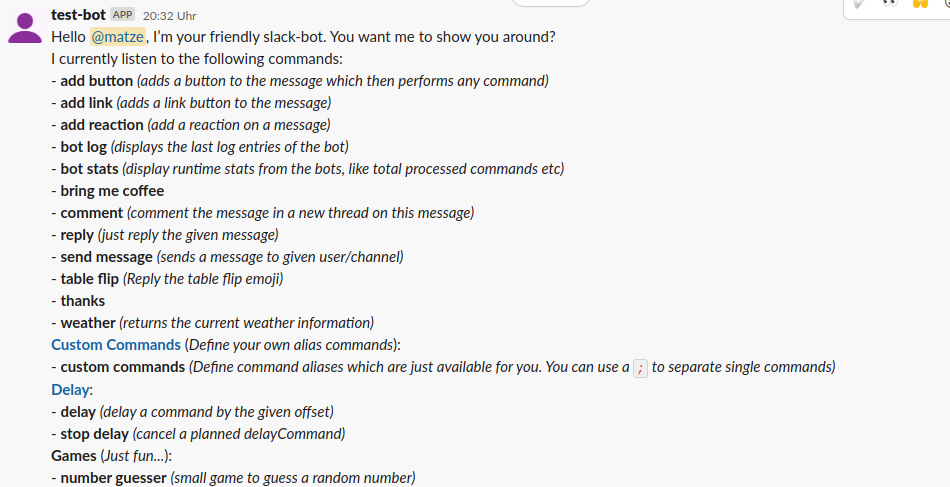 test-bot APP 20:32 Uhr
Hello @matze, I'm your friendly slack-bot. You want me to show you around?
I currently listen to the following commands:
- add button (adds a button to the message which then performs any command)
- add link (adds a link button to the message)
- add reaction (add a reaction on a message)
- bot log (displays the last log entries of the bot)
- bot stats (display runtime stats from the bots, like total processed commands etc)
- bring me coffee
- comment (comment the message in a new thread on this message)
- reply (just reply the given message)
- send message (sends a message to given user/channel)
- table flip (Reply the table flip emoji)
- thanks
- weather (returns the current weather information)
Custom Commands (Define your own alias commands):
- custom commands (Define command aliases which are just available for you. You can use a ; to separate single commands)
Delay:
- delay (delay a command by the given offset)
- stop delay (cancel a planned delayCommand)
Games (Just fun...):
- number guesser (small game to guess a random number)